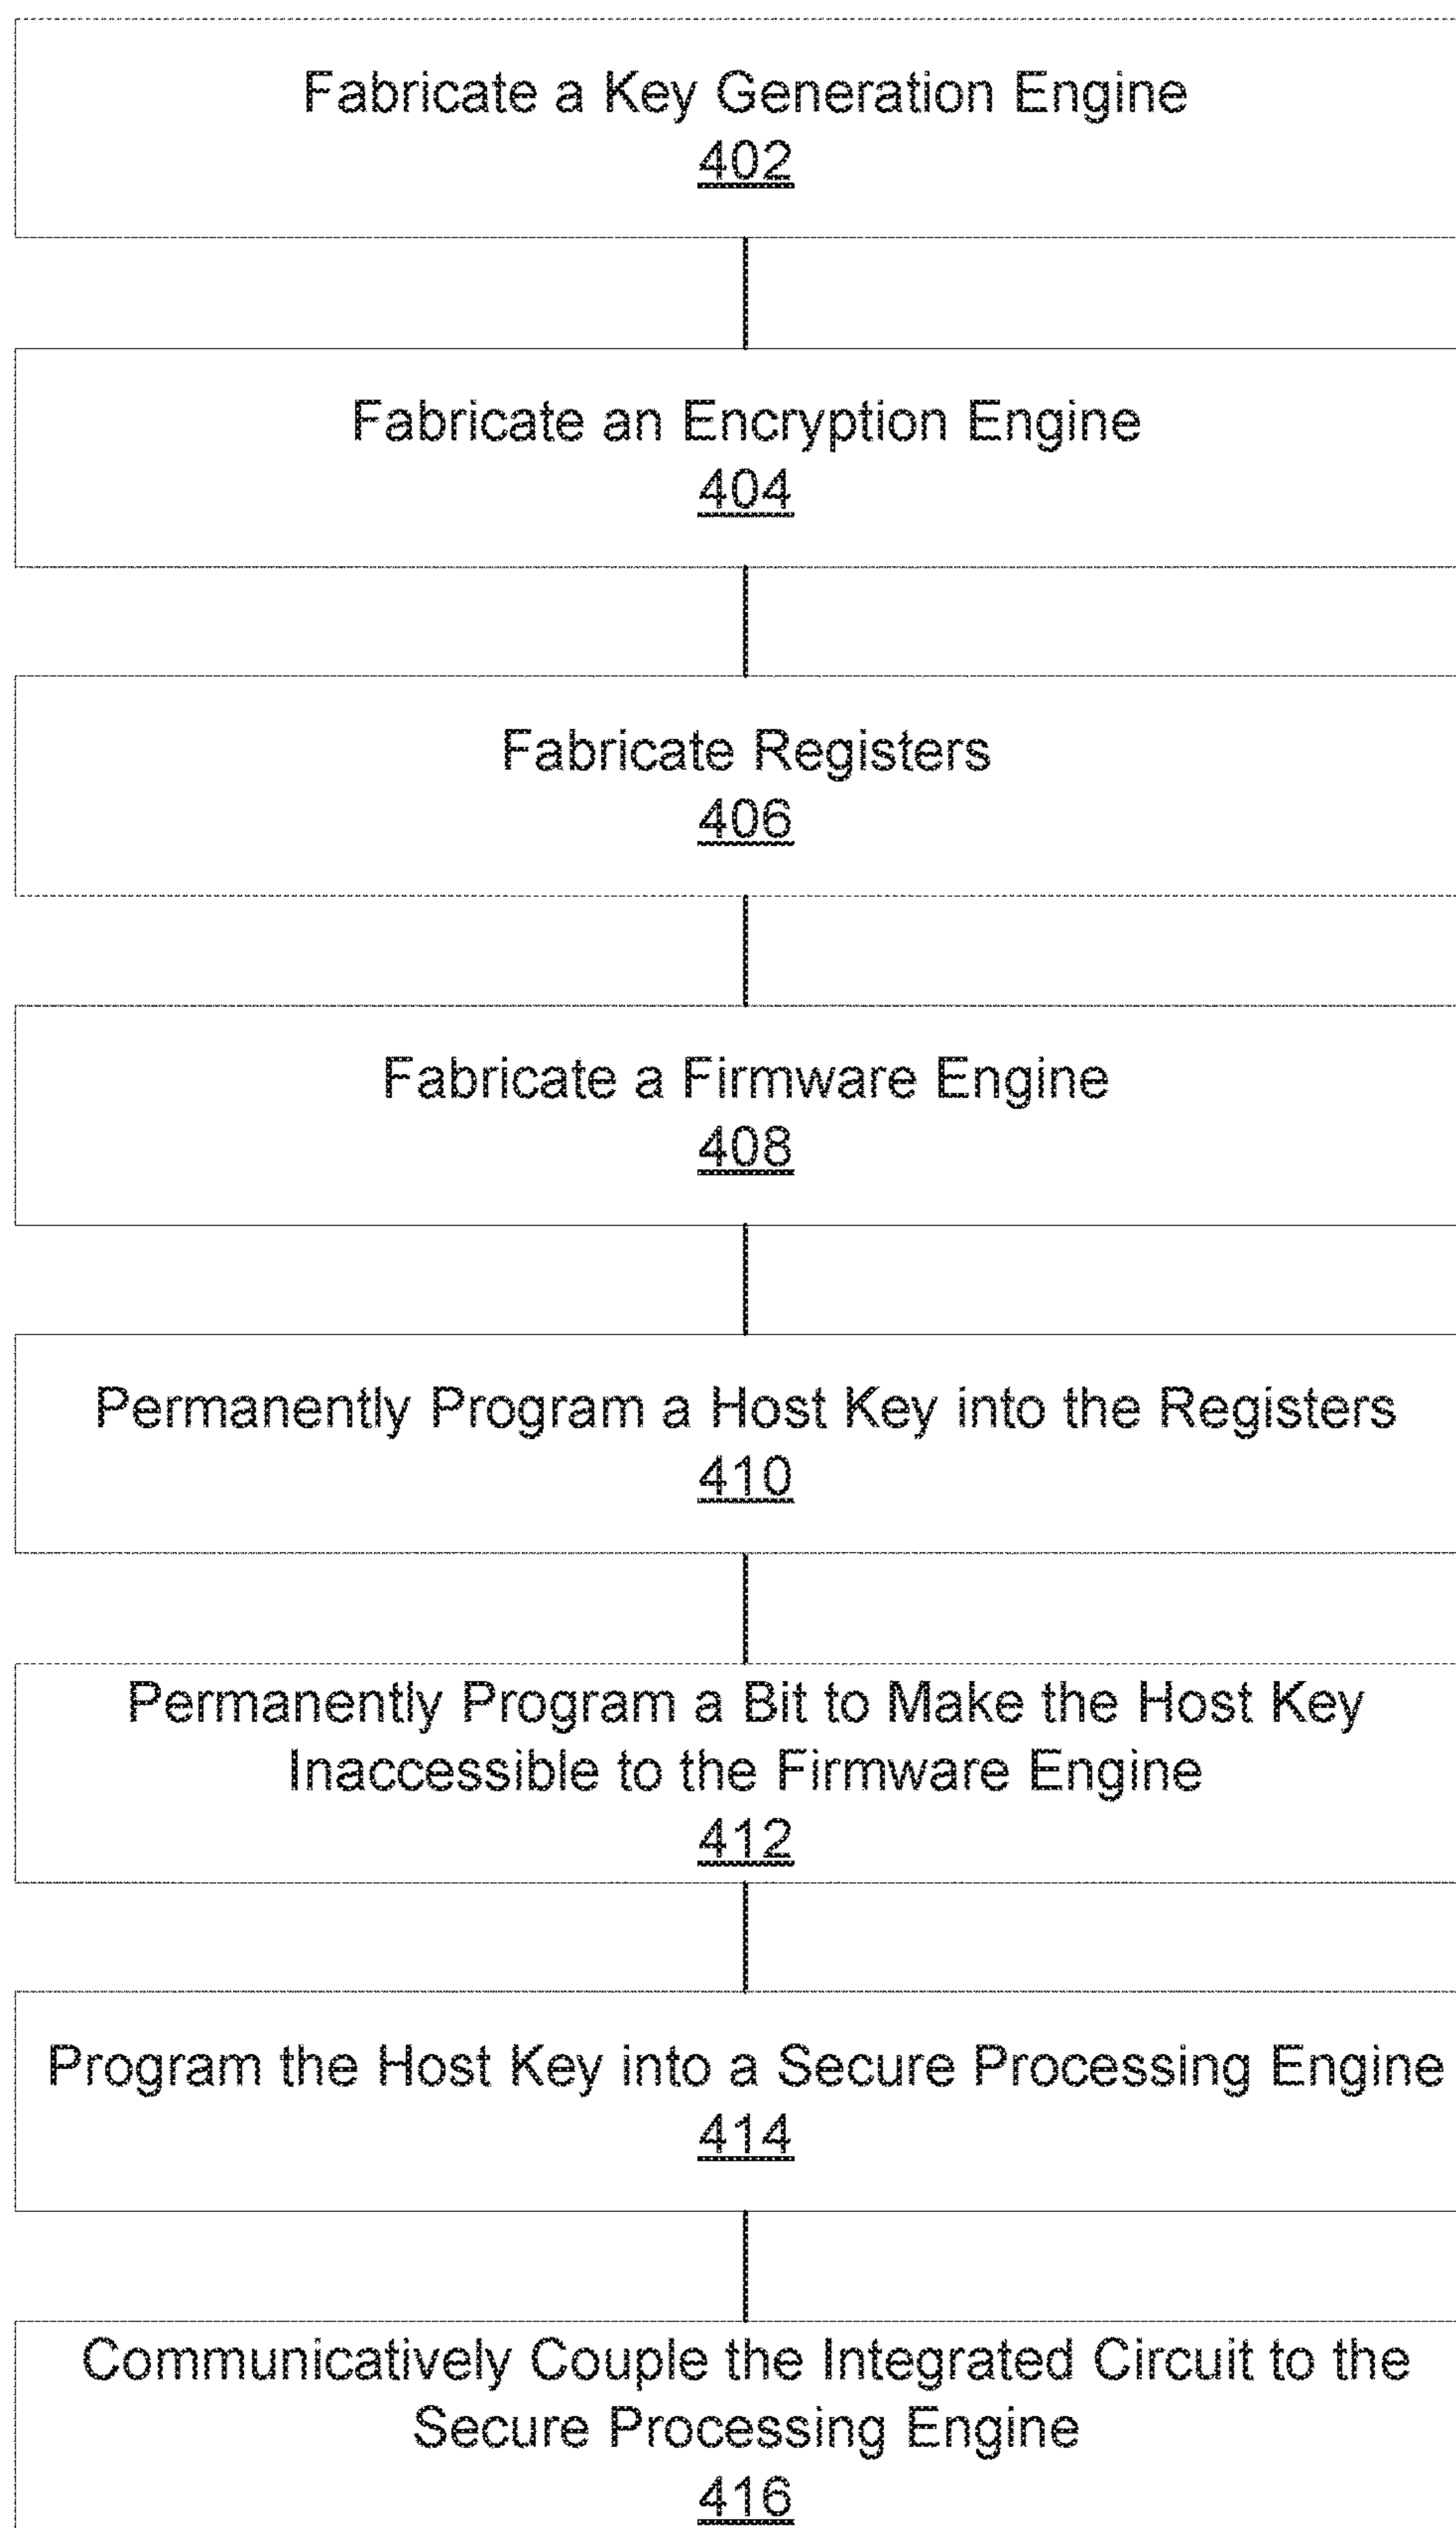 Fabricate a Key Generation Engine
402
Fabricate an Encryption Engine
404
Fabricate Registers
406
Fabricate a Firmware Engine
408
Permanently Program a Host Key into the Registers
410
Permanently Program a Bit to Make the Host Key
Inaccessible to the Firmware Engine
412
Program the Host Key into a Secure Processing Engine
414
Communicatively Couple the Integrated Circuit to the
Secure Processing Engine
416